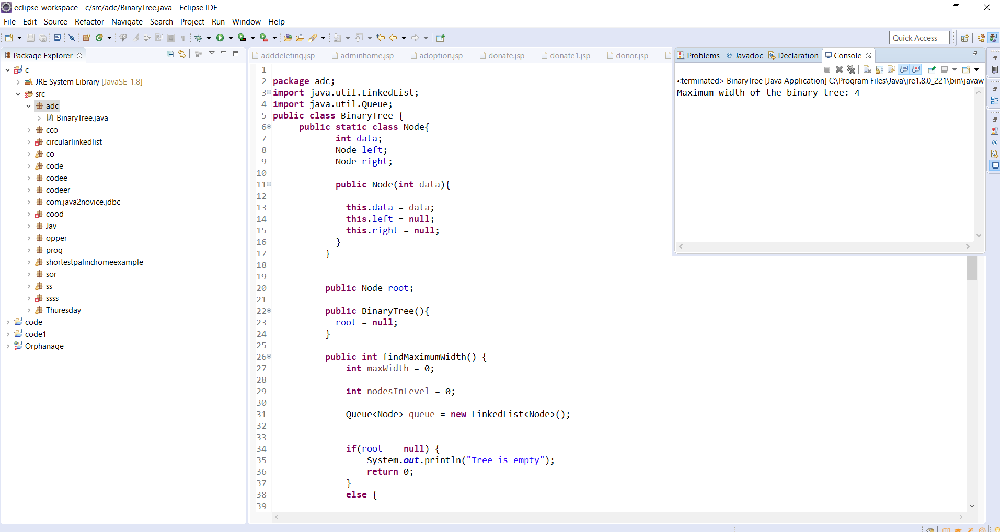 eclipse-workspace - c/src/adc/BinaryTree.java - Eclipse IDE
File Edit Source Refactor Navigate Search Project Run Window Help
Quick Access
Package Explorer
c
JRE System Library [JavaSE-1.8]
src
adc
BinaryTree.java
cco
circularlinkedlist
co
code
codee
codeer
com.java2novice.jdbc
cood
Jav
opper
prog
shortestpalindromeexample
sor
ss
ssss
Thuresday
code
code1
Orphanage
adddeleting.jsp adminhome.jsp adoption.jsp donate.jsp donate1.jsp donor.jsp
1
2 package adc;
3 import java.util.LinkedList;
4 import java.util.Queue;
5 public class BinaryTree {
6 public static class Node{
7 int data;
8 Node left;
9 Node right;
10
11 public Node(int data){
12
13 this.data = data;
14 this.left = null;
15 this.right = null;
16 }
17 }
18
19
20 public Node root;
21
22 public BinaryTree(){
23 root = null;
24 }
25
26 public int findMaximumWidth() {
27 int maxWidth = 0;
28
29 int nodesInLevel = 0;
30
31 Queue<Node> queue = new LinkedList<Node>();
32
33
34 if(root == null) {
35 System.out.println("Tree is empty");
36 return 0;
37 }
38 else {
39
Problems @ Javadoc Declaration Console
<terminated> BinaryTree [Java Application] C:\Program Files\Java\jre1.8.0_221\bin\javaw
Maximum width of the binary tree: 4